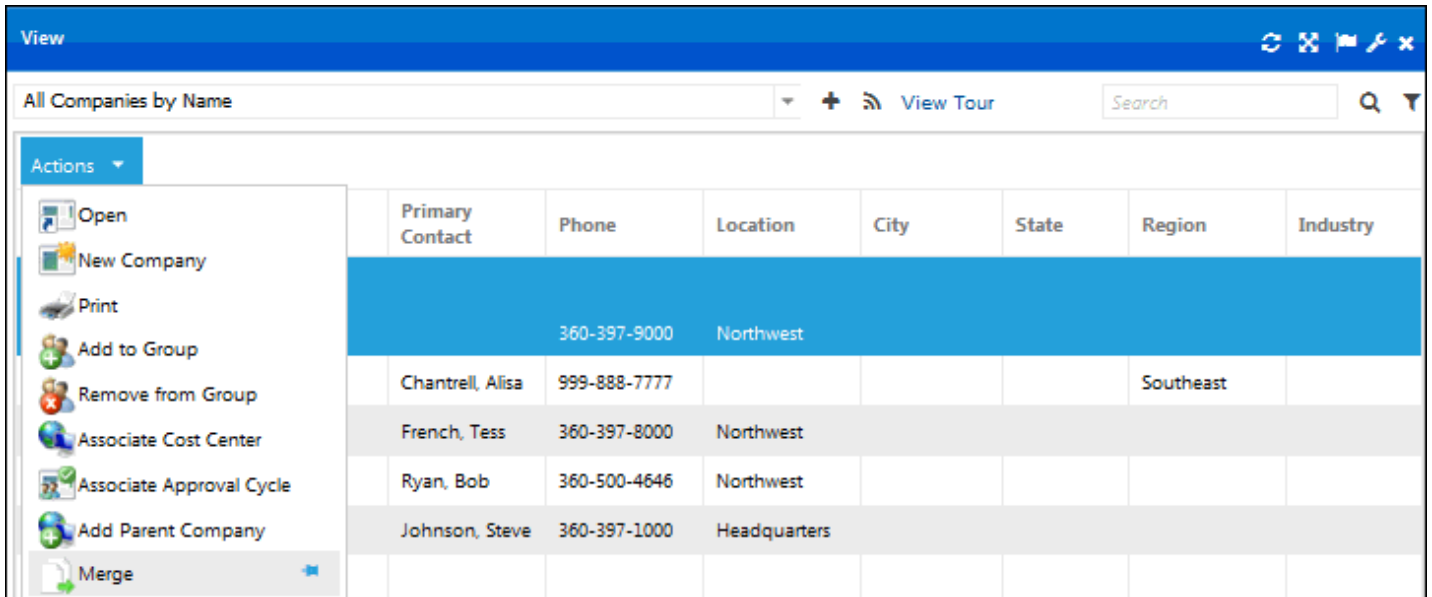 View
All Companies by Name
View Tour
Search
Actions
Open
New Company
Print
Add to Group
Remove from Group
Associate Cost Center
Associate Approval Cycle
Add Parent Company
Merge
Primary Contact Phone Location City State Region Industry
360-397-9000 Northwest
Chantrell, Alisa 999-888-7777 Southeast
French, Tess 360-397-8000 Northwest
Ryan, Bob 360-500-4646 Northwest
Johnson, Steve 360-397-1000 Headquarters